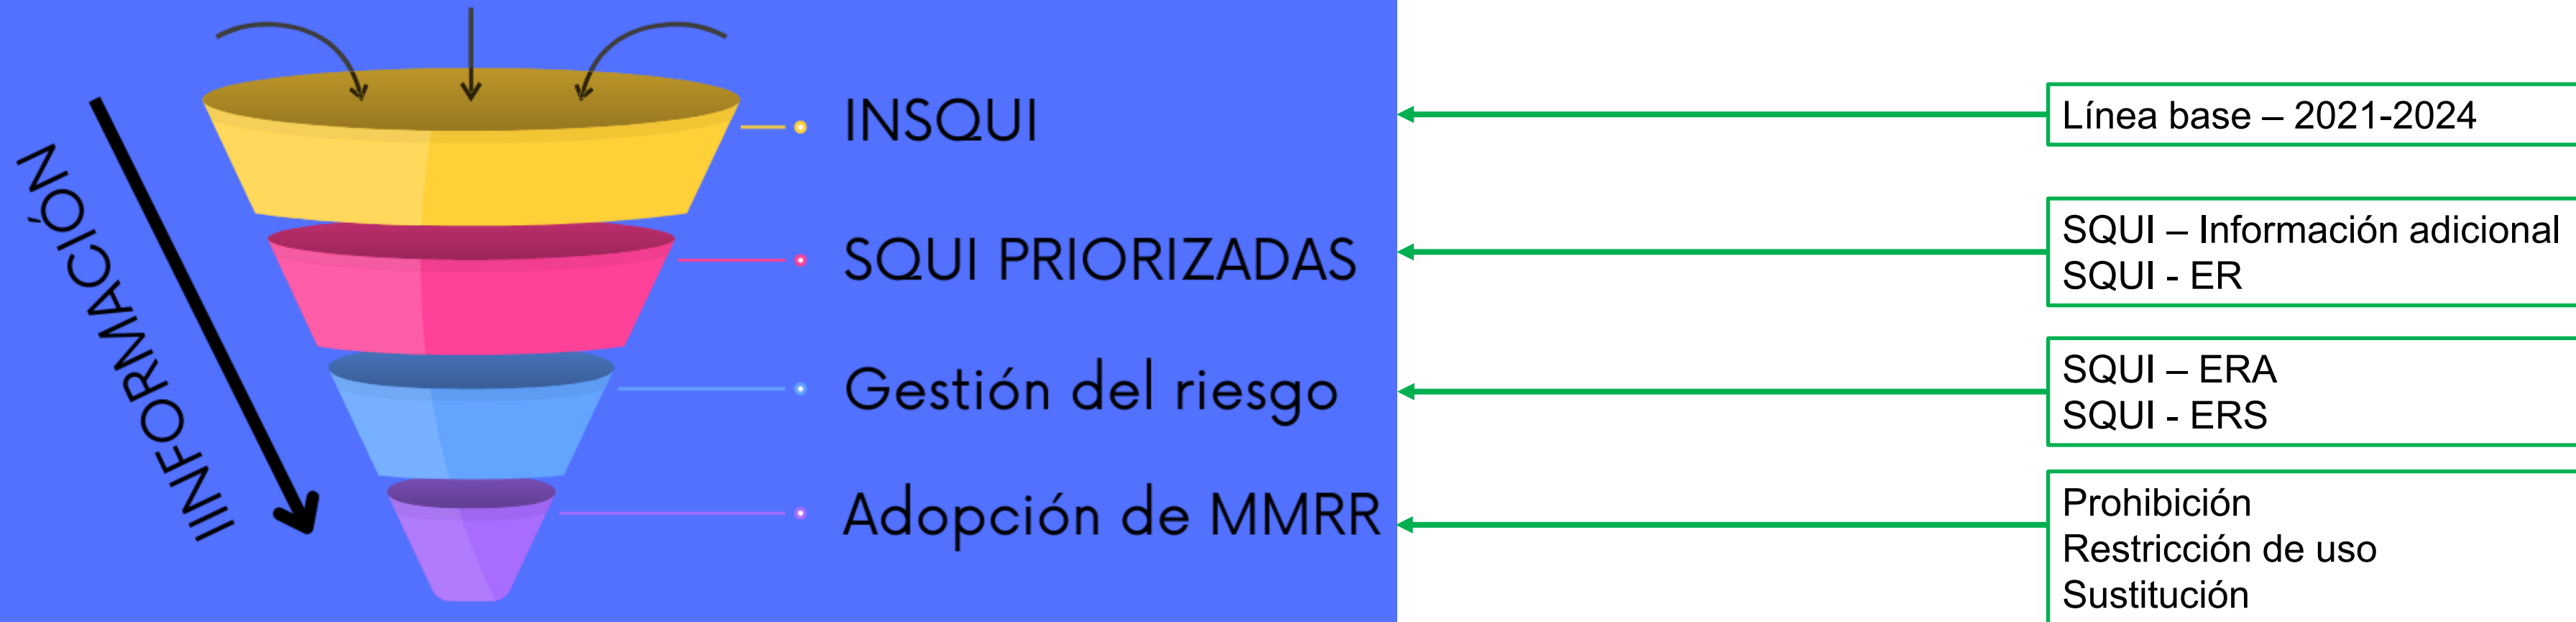 IINFORMACIÓN
INSQUI
Línea base – 2021-2024
SQUI PRIORIZADAS
SQUI – Información adicional
SQUI - ER
Gestión del riesgo
SQUI – ERA
SQUI - ERS
Adopción de MMRR
Prohibición
Restricción de uso
Sustitución